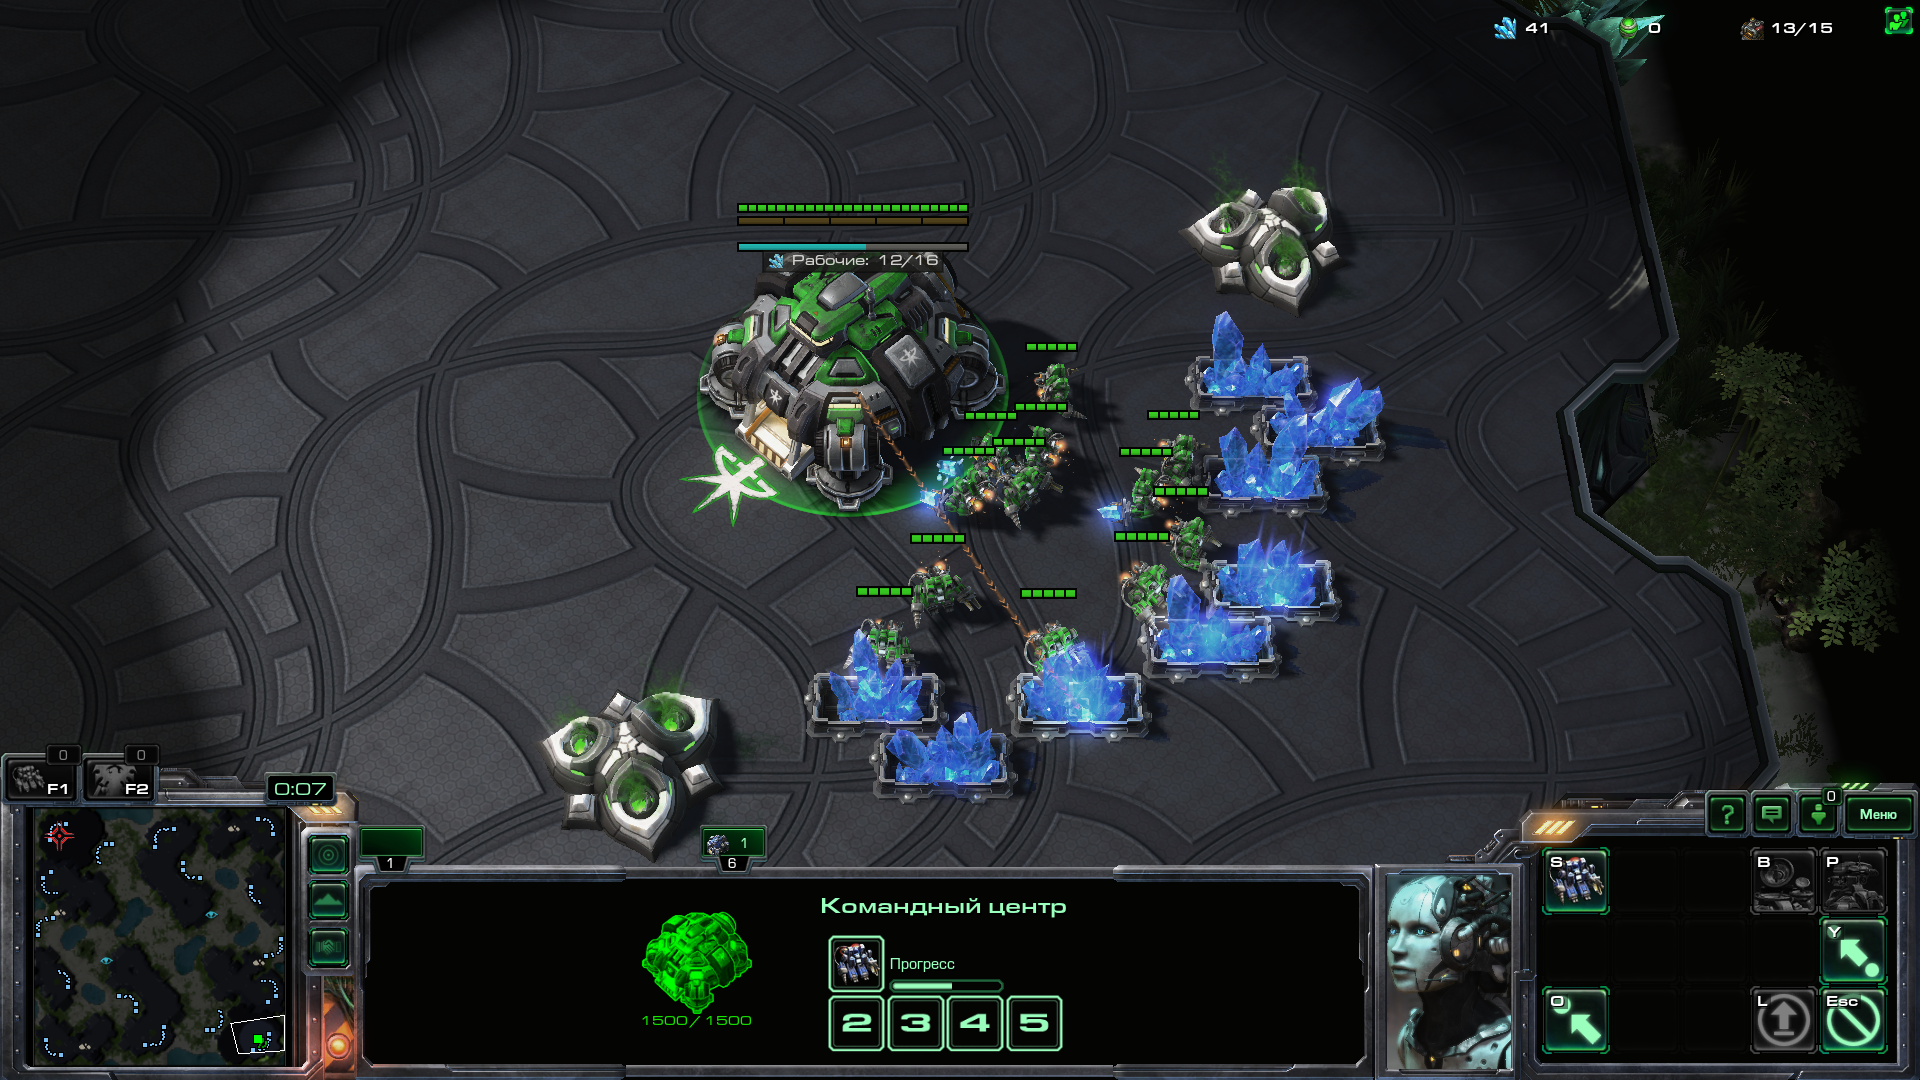 41
0
13/15
Рабочие: 12/16
0
0
F1
F2
0:07
1
1
6
Командный центр
Прогресс
1500/1500
2
3
4
5
0
?
Меню
S
B
P
Y
O
L
Esc